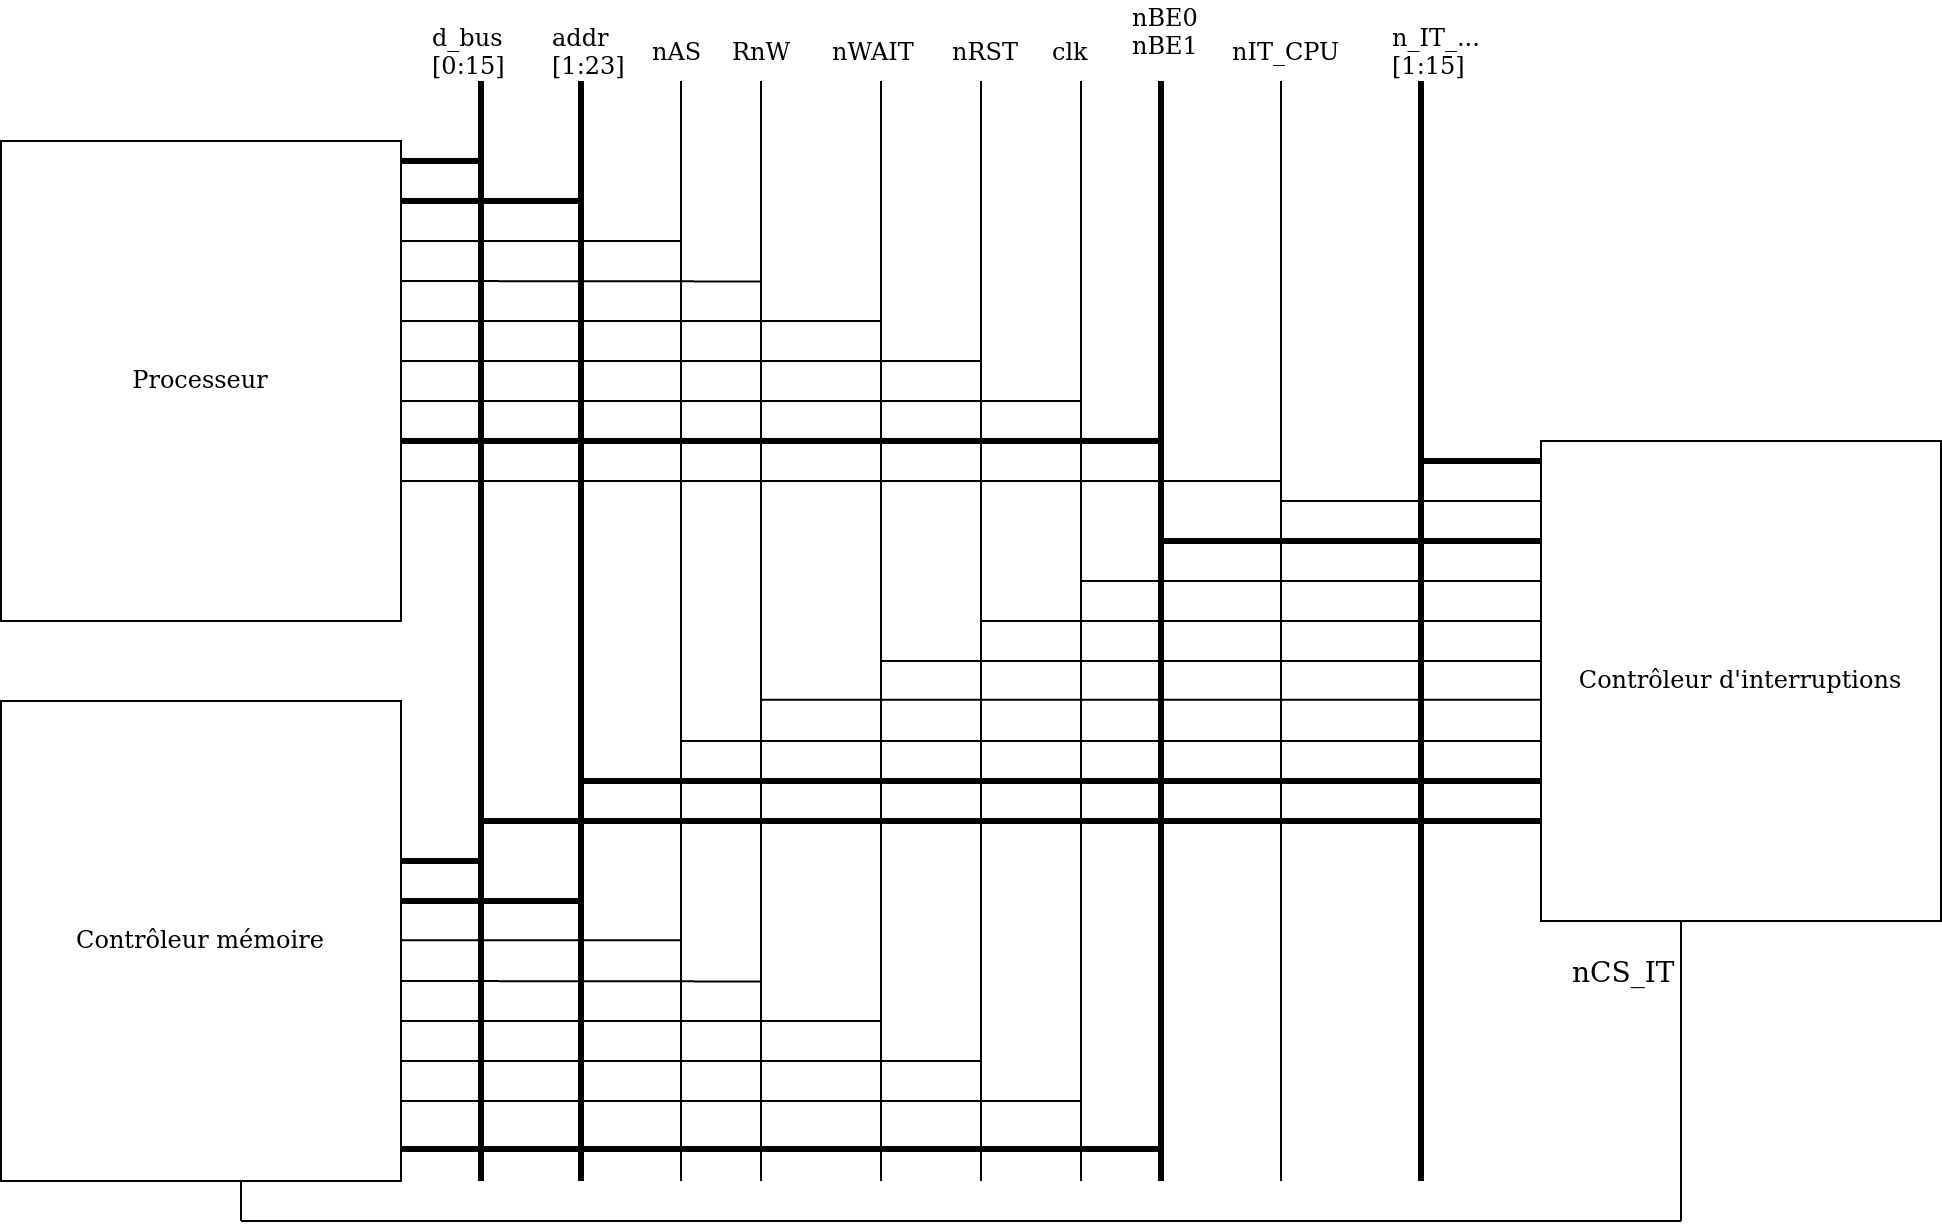 d_bus
[0:15]
addr
[1:23]
nAS
RnW
nWAIT
nRST
clk
nBE0
nBE1
nIT_CPU
n_IT_...
[1:15]
Processeur
Contrôleur d'interruptions
Contrôleur mémoire
nCS_IT